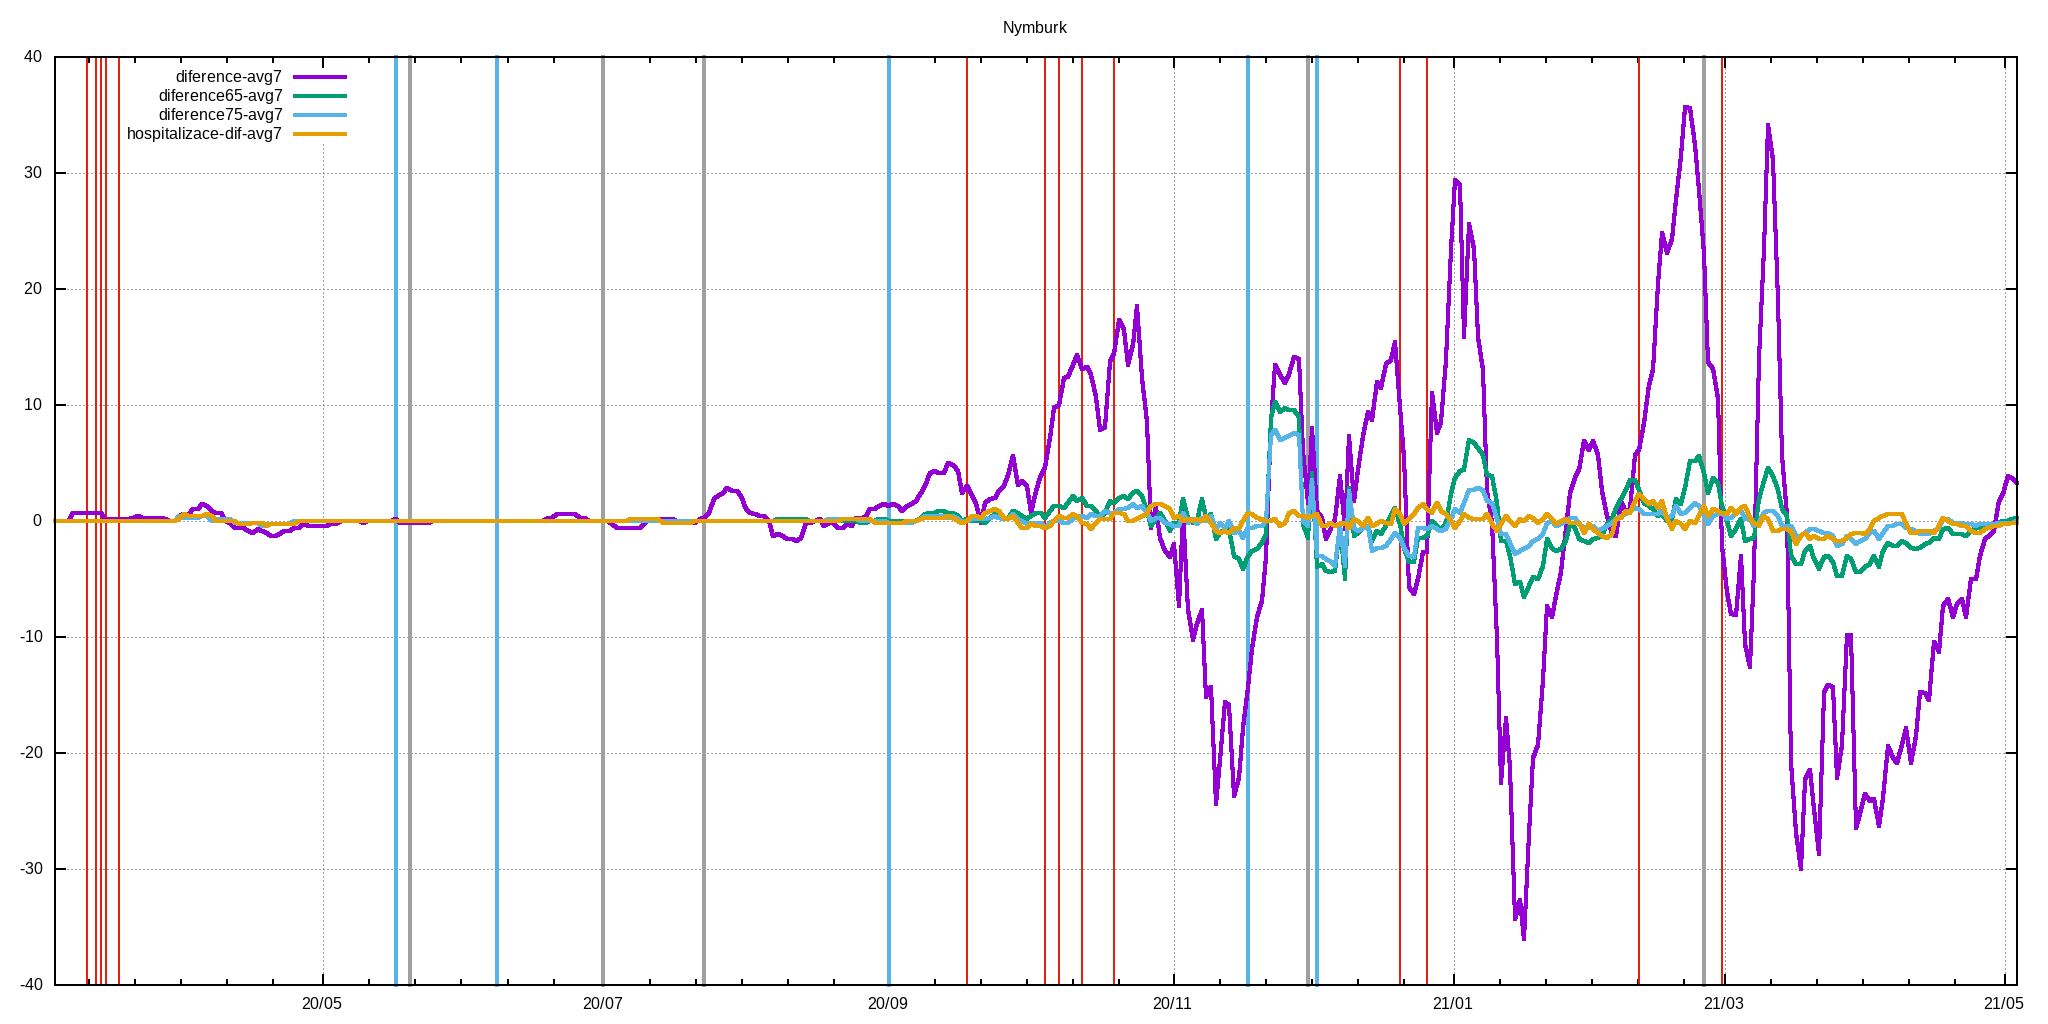 Nymburk
diference-avg7
diference65-avg7
diference75-avg7
hospitalizace-dif-avg7
40
30
20
10
0
-10
-20
-30
-40
20/05 20/07 20/09 20/11 21/01 21/03 21/05